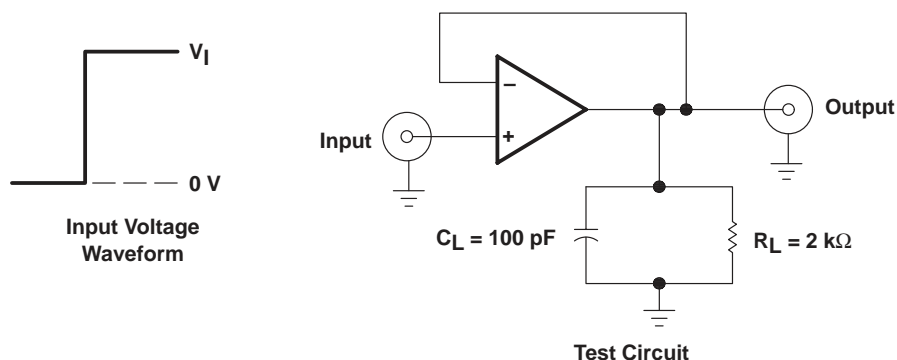 VI
0 V
Input Voltage
Waveform
Input
−
+
Output
CL = 100 pF
RL = 2 kΩ
Test Circuit